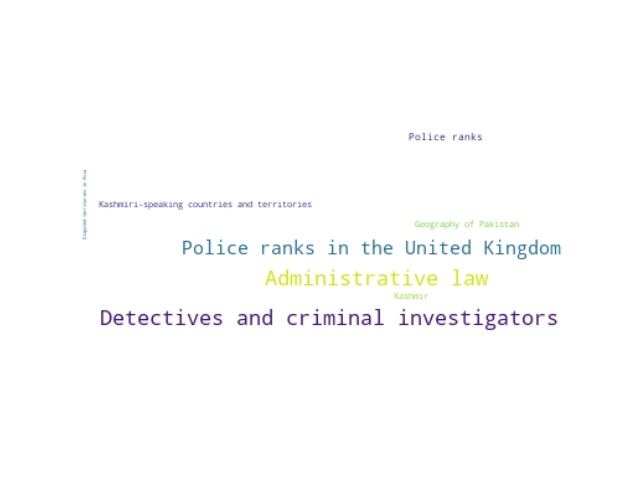 Police ranks
Disputed territories in Asia
Kashmiri-speaking countries and territories
Geography of Pakistan
Police ranks in the United Kingdom
Administrative law
Kashmir
Detectives and criminal investigators